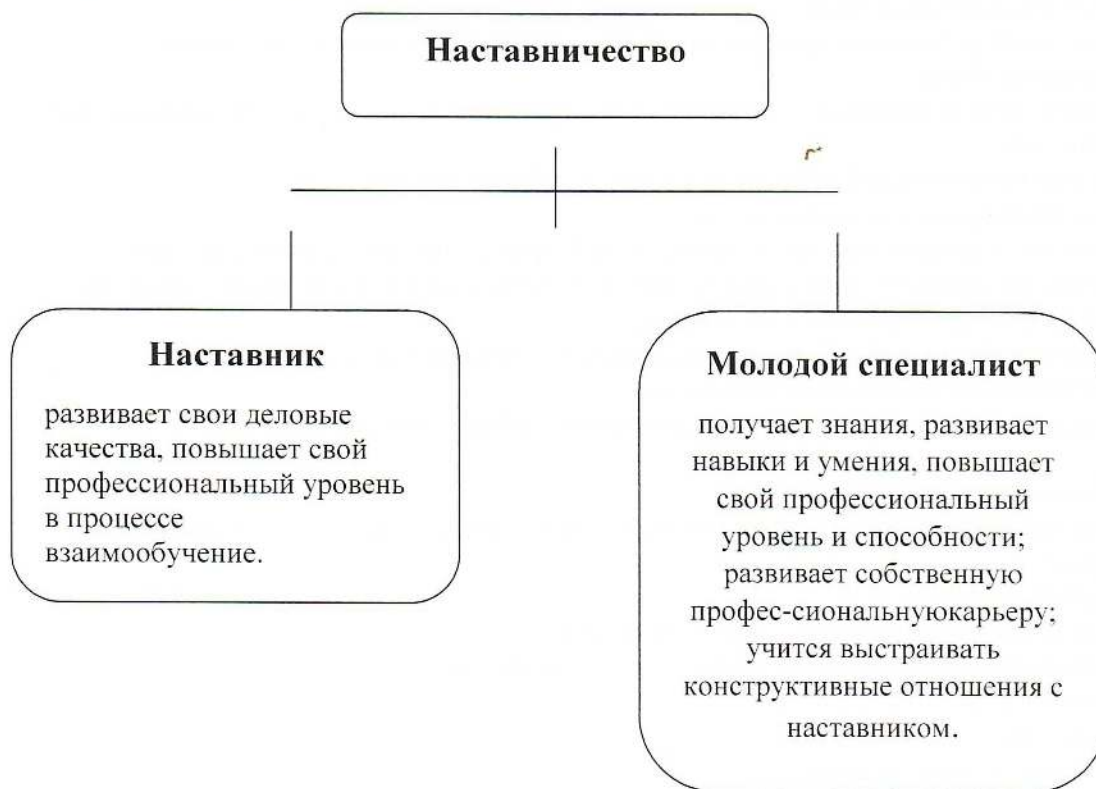 Наставничество
Наставник
развивает свои деловые
качества, повышает свой
профессиональный уровень
в процессе
взаимообучение.
Молодой специалист
получает знания, развивает
навыки и умения, повышает
свой профессиональный
уровень и способности;
развивает собственную
профес-сиональнуюкарьеру;
учится выстраивать
конструктивные отношения с
наставником.